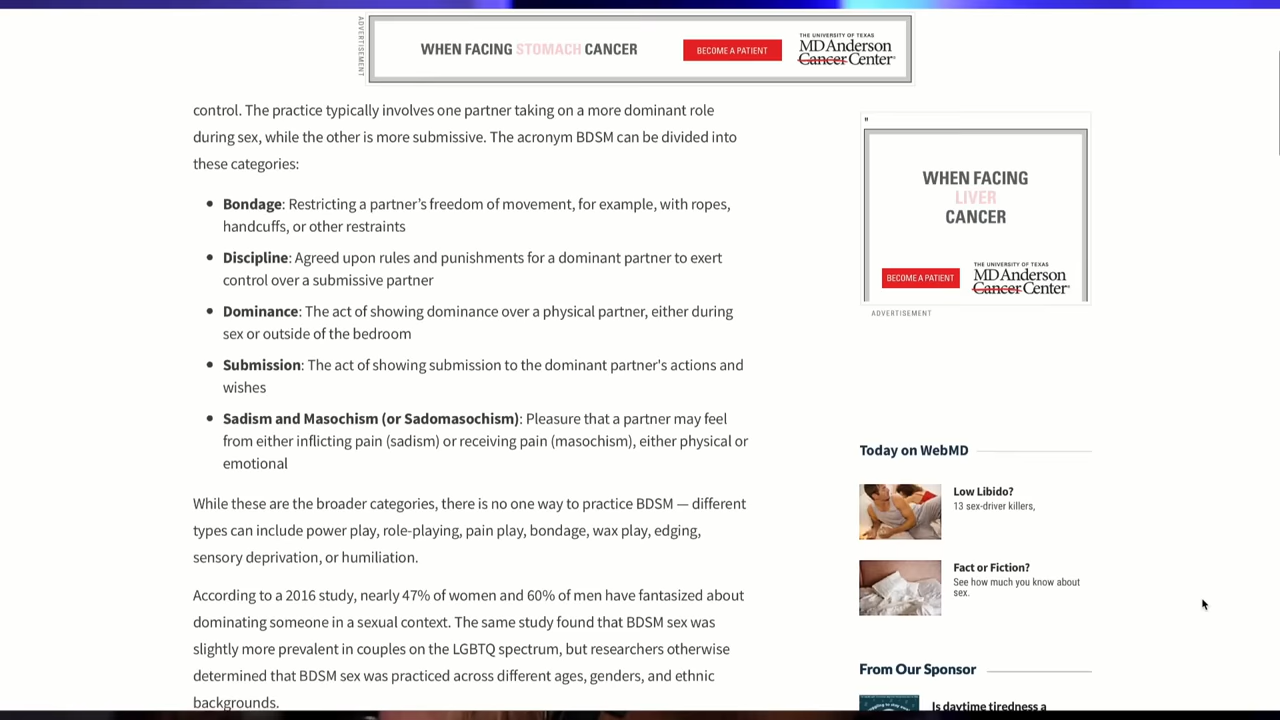 ADVERTISEMENT
WHEN FACING STOMACH CANCER
BECOME A PATIENT
THE UNIVERSITY OF TEXAS
MD Anderson
Cancer Center
control. The practice typically involves one partner taking on a more dominant role
during sex, while the other is more submissive. The acronym BDSM can be divided into
these categories:
• Bondage: Restricting a partner’s freedom of movement, for example, with ropes,
handcuffs, or other restraints
• Discipline: Agreed upon rules and punishments for a dominant partner to exert
control over a submissive partner
• Dominance: The act of showing dominance over a physical partner, either during
sex or outside of the bedroom
• Submission: The act of showing submission to the dominant partner's actions and
wishes
• Sadism and Masochism (or Sadomasochism): Pleasure that a partner may feel
from either inflicting pain (sadism) or receiving pain (masochism), either physical or
emotional
While these are the broader categories, there is no one way to practice BDSM — different
types can include power play, role-playing, pain play, bondage, wax play, edging,
sensory deprivation, or humiliation.
According to a 2016 study, nearly 47% of women and 60% of men have fantasized about
dominating someone in a sexual context. The same study found that BDSM sex was
slightly more prevalent in couples on the LGBTQ spectrum, but researchers otherwise
determined that BDSM sex was practiced across different ages, genders, and ethnic
backgrounds.
"
WHEN FACING
LIVER
CANCER
BECOME A PATIENT
THE UNIVERSITY OF TEXAS
MD Anderson
Cancer Center
ADVERTISEMENT
Today on WebMD
Low Libido?
13 sex-driver killers,
Fact or Fiction?
See how much you know about
sex.
From Our Sponsor
Is daytime tiredness a